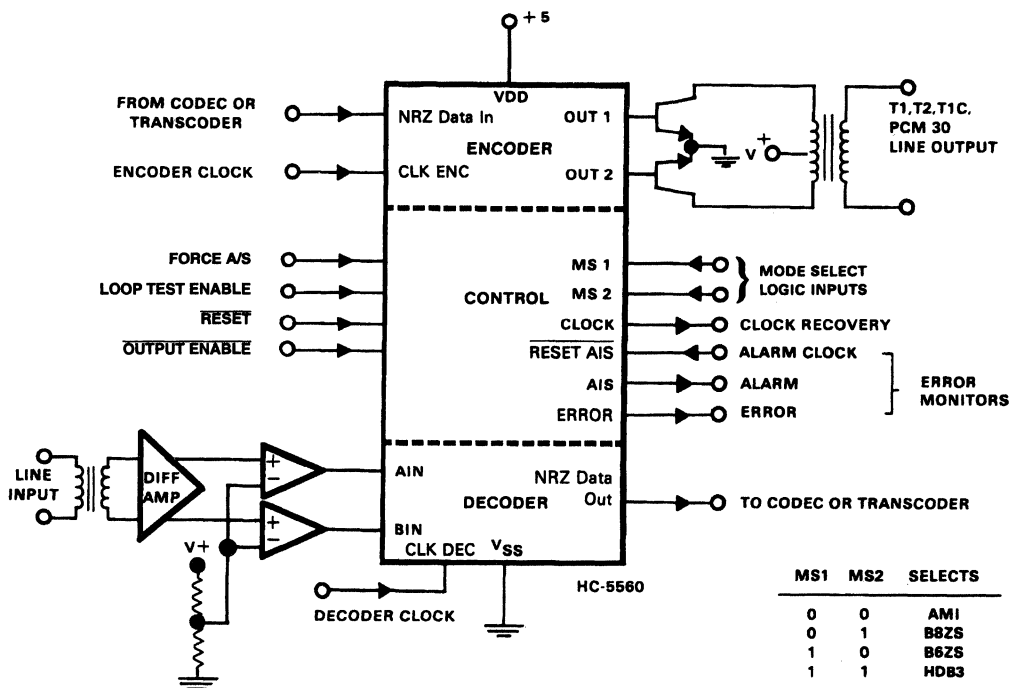 + 5
VDD
FROM CODEC OR
TRANSCODER
NRZ Data In
OUT 1
ENCODER
ENCODER CLOCK
CLK ENC
OUT 2
V +
T1, T2, T1C,
PCM 30
LINE OUTPUT
FORCE A/S
LOOP TEST ENABLE
RESET
OUTPUT ENABLE
CONTROL
MS 1
MS 2
MODE SELECT
LOGIC INPUTS
CLOCK
CLOCK RECOVERY
RESET AIS
ALARM CLOCK
AIS
ALARM
ERROR
ERROR
ERROR
MONITORS
LINE
INPUT
DIFF
AMP
+
−
+
−
V+
AIN
BIN
NRZ Data
Out
DECODER
TO CODEC OR TRANSCODER
CLK DEC
VSS
HC-5560
DECODER CLOCK
MS1 MS2 SELECTS
0 0 AMI
0 1 B8ZS
1 0 B6ZS
1 1 HDB3